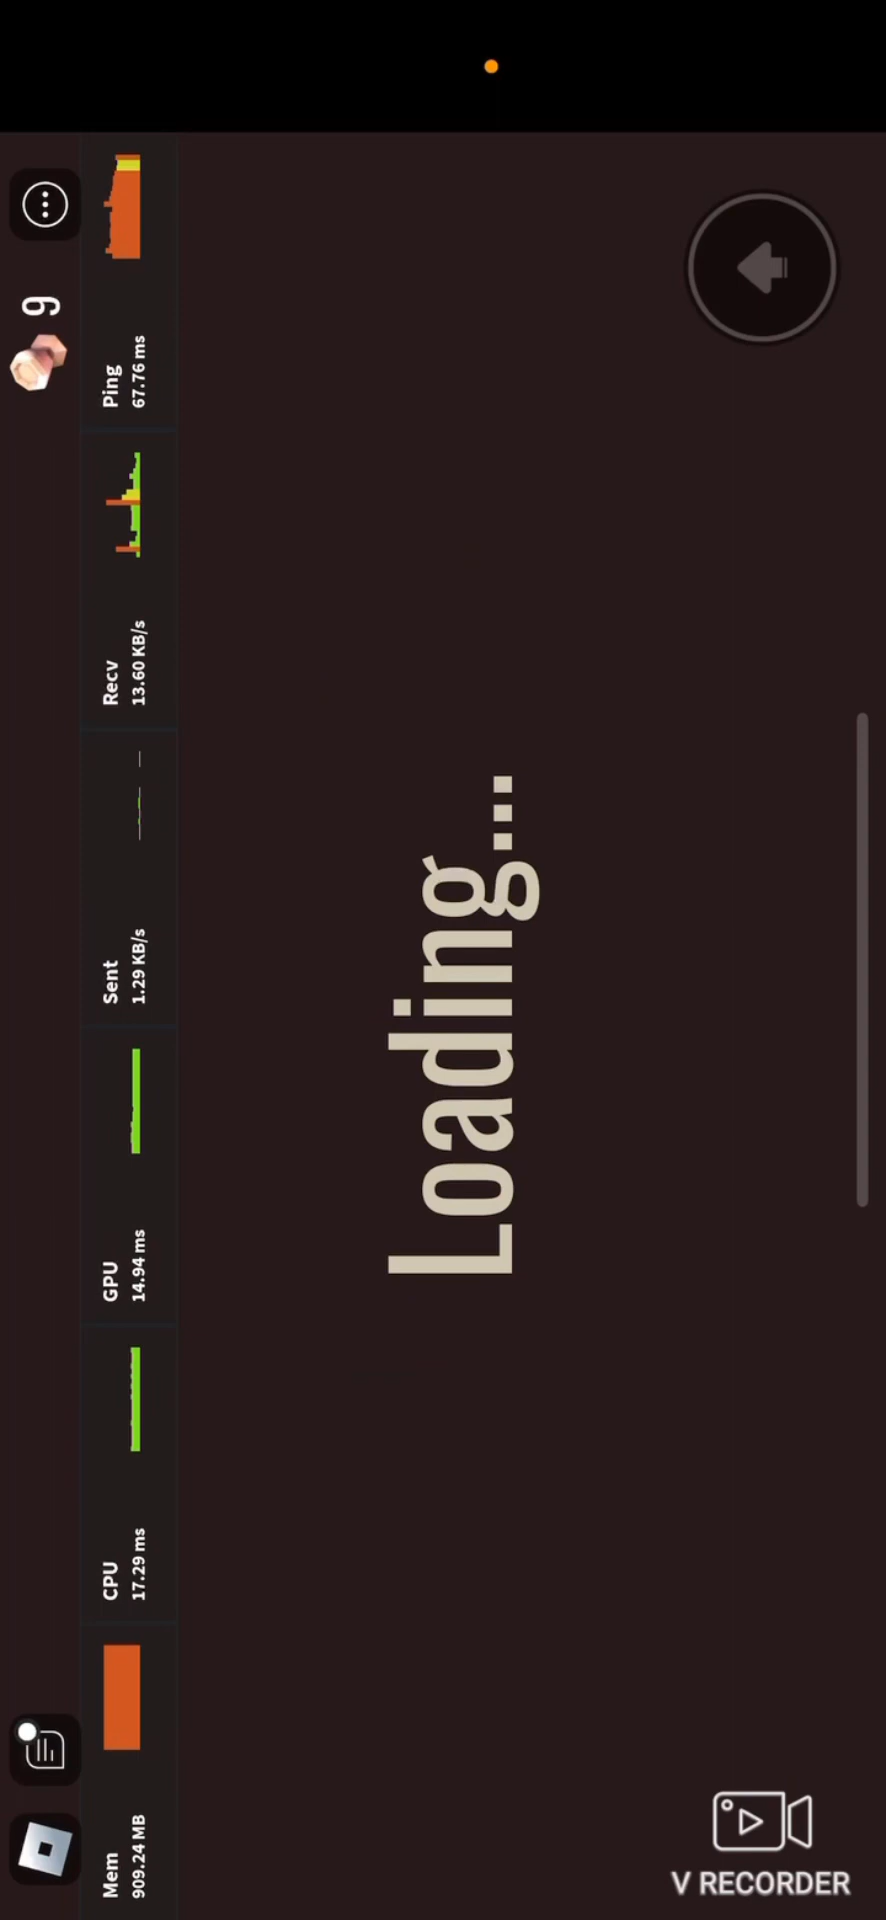 Mem
909.24 MB
CPU
17.29 ms
GPU
14.94 ms
Sent
1.29 KB/s
Recv
13.60 KB/s
Ping
67.76 ms
9
Loading...
V RECORDER